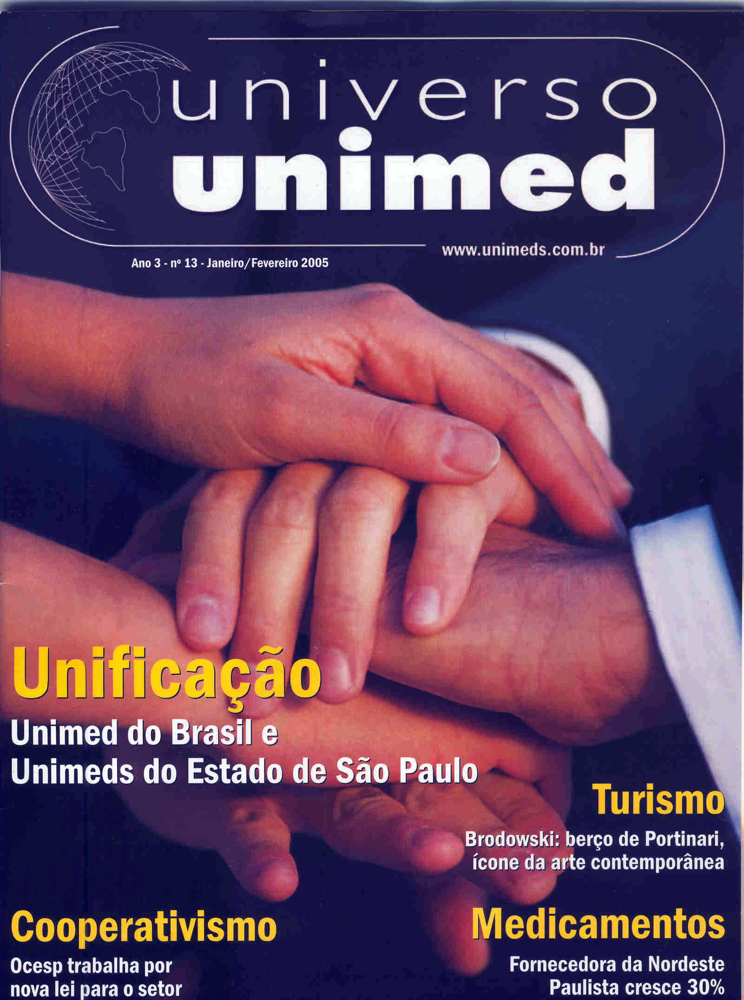 universo
unimed
www.unimeds.com.br
Ano 3 - nº 13 - Janeiro/Fevereiro 2005
Unificação
Unimed do Brasil e
Unimeds do Estado de São Paulo
Turismo
Brodowski: berço de Portinari,
ícone da arte contemporânea
Cooperativismo
Ocesp trabalha por
nova lei para o setor
Medicamentos
Fornecedora da Nordeste
Paulista cresce 30%